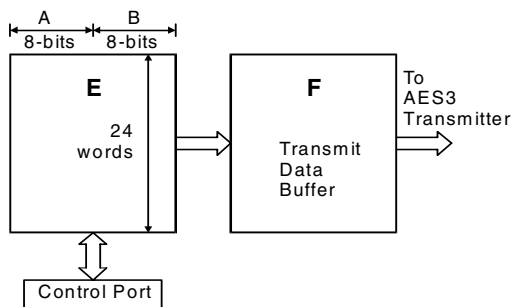 A B
8-bits 8-bits
E
24
words
F
Transmit
Data
Buffer
To
AES3
Transmitter
Control Port